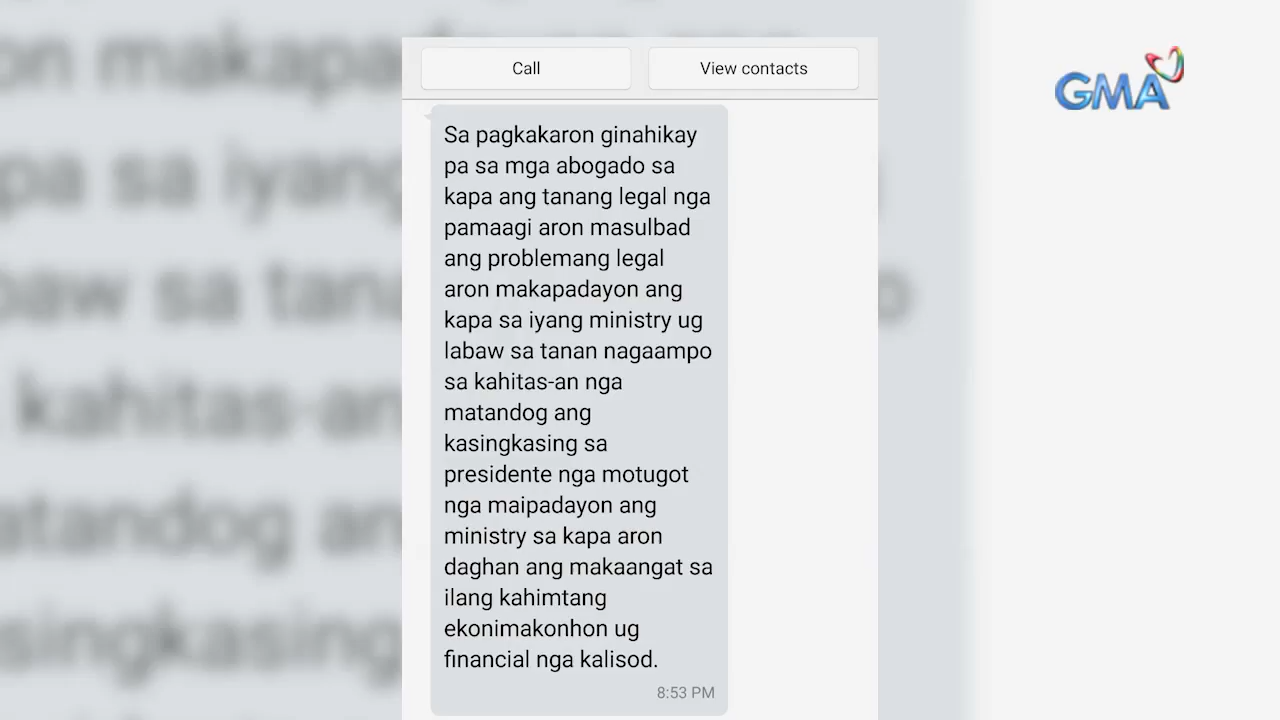 Call
View contacts
GMA
Sa pagkakaron ginahikay
pa sa mga abogado sa
kapa ang tanang legal nga
pamaagi aron masulbad
ang problemang legal
aron makapadayon ang
kapa sa iyang ministry ug
labaw sa tanan nagaampo
sa kahitas-an nga
matandog ang
kasingkasing sa
presidente nga motugot
nga maipadayon ang
ministry sa kapa aron
daghan ang makaangat sa
ilang kahimtang
ekonimakonhon ug
financial nga kalisod.
8:53 PM